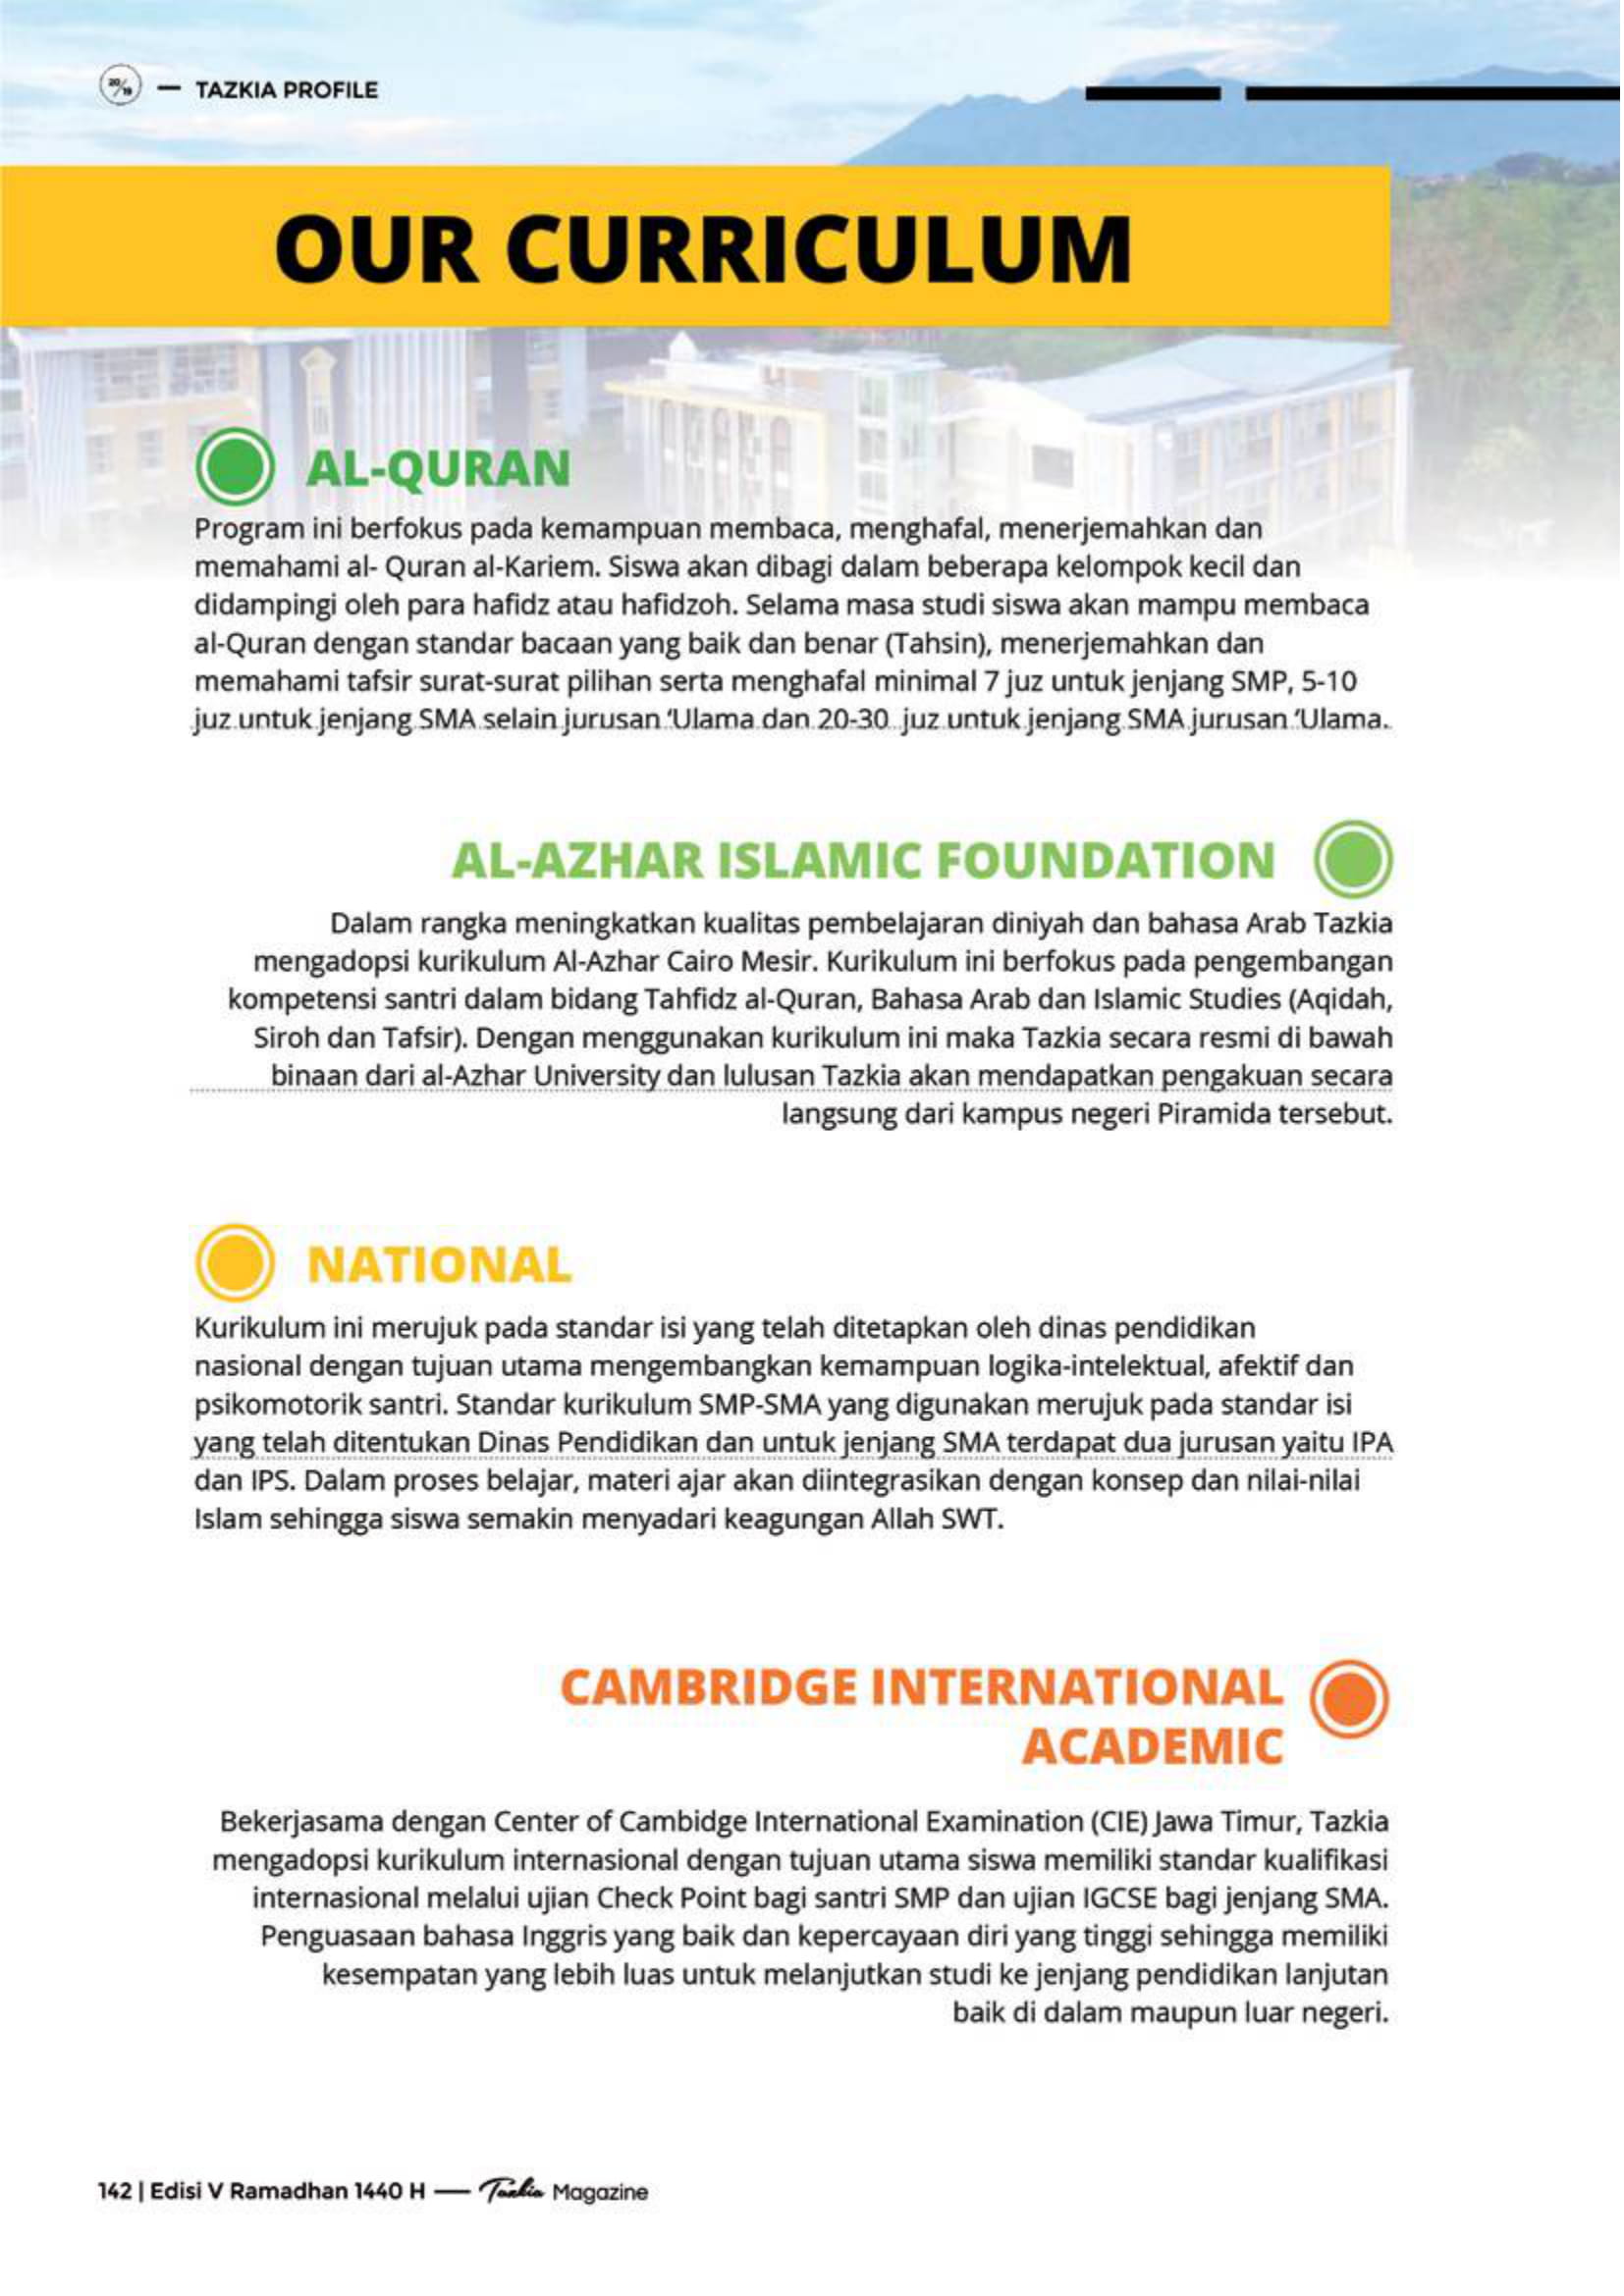 20/19 — TAZKIA PROFILE
OUR CURRICULUM
AL-QURAN
Program ini berfokus pada kemampuan membaca, menghafal, menerjemahkan dan
memahami al- Quran al-Kariem. Siswa akan dibagi dalam beberapa kelompok kecil dan
didampingi oleh para hafidz atau hafidzoh. Selama masa studi siswa akan mampu membaca
al-Quran dengan standar bacaan yang baik dan benar (Tahsin), menerjemahkan dan
memahami tafsir surat-surat pilihan serta menghafal minimal 7 juz untuk jenjang SMP, 5-10
juz untuk jenjang SMA selain jurusan ‘Ulama dan 20-30 juz untuk jenjang SMA jurusan ‘Ulama.
AL-AZHAR ISLAMIC FOUNDATION
Dalam rangka meningkatkan kualitas pembelajaran diniyah dan bahasa Arab Tazkia
mengadopsi kurikulum Al-Azhar Cairo Mesir. Kurikulum ini berfokus pada pengembangan
kompetensi santri dalam bidang Tahfidz al-Quran, Bahasa Arab dan Islamic Studies (Aqidah,
Siroh dan Tafsir). Dengan menggunakan kurikulum ini maka Tazkia secara resmi di bawah
binaan dari al-Azhar University dan lulusan Tazkia akan mendapatkan pengakuan secara
langsung dari kampus negeri Piramida tersebut.
NATIONAL
Kurikulum ini merujuk pada standar isi yang telah ditetapkan oleh dinas pendidikan
nasional dengan tujuan utama mengembangkan kemampuan logika-intelektual, afektif dan
psikomotorik santri. Standar kurikulum SMP-SMA yang digunakan merujuk pada standar isi
yang telah ditentukan Dinas Pendidikan dan untuk jenjang SMA terdapat dua jurusan yaitu IPA
dan IPS. Dalam proses belajar, materi ajar akan diintegrasikan dengan konsep dan nilai-nilai
Islam sehingga siswa semakin menyadari keagungan Allah SWT.
CAMBRIDGE INTERNATIONAL
ACADEMIC
Bekerjasama dengan Center of Cambidge International Examination (CIE) Jawa Timur, Tazkia
mengadopsi kurikulum internasional dengan tujuan utama siswa memiliki standar kualifikasi
internasional melalui ujian Check Point bagi santri SMP dan ujian IGCSE bagi jenjang SMA.
Penguasaan bahasa Inggris yang baik dan kepercayaan diri yang tinggi sehingga memiliki
kesempatan yang lebih luas untuk melanjutkan studi ke jenjang pendidikan lanjutan
baik di dalam maupun luar negeri.
142 | Edisi V Ramadhan 1440 H — Tazkia Magazine